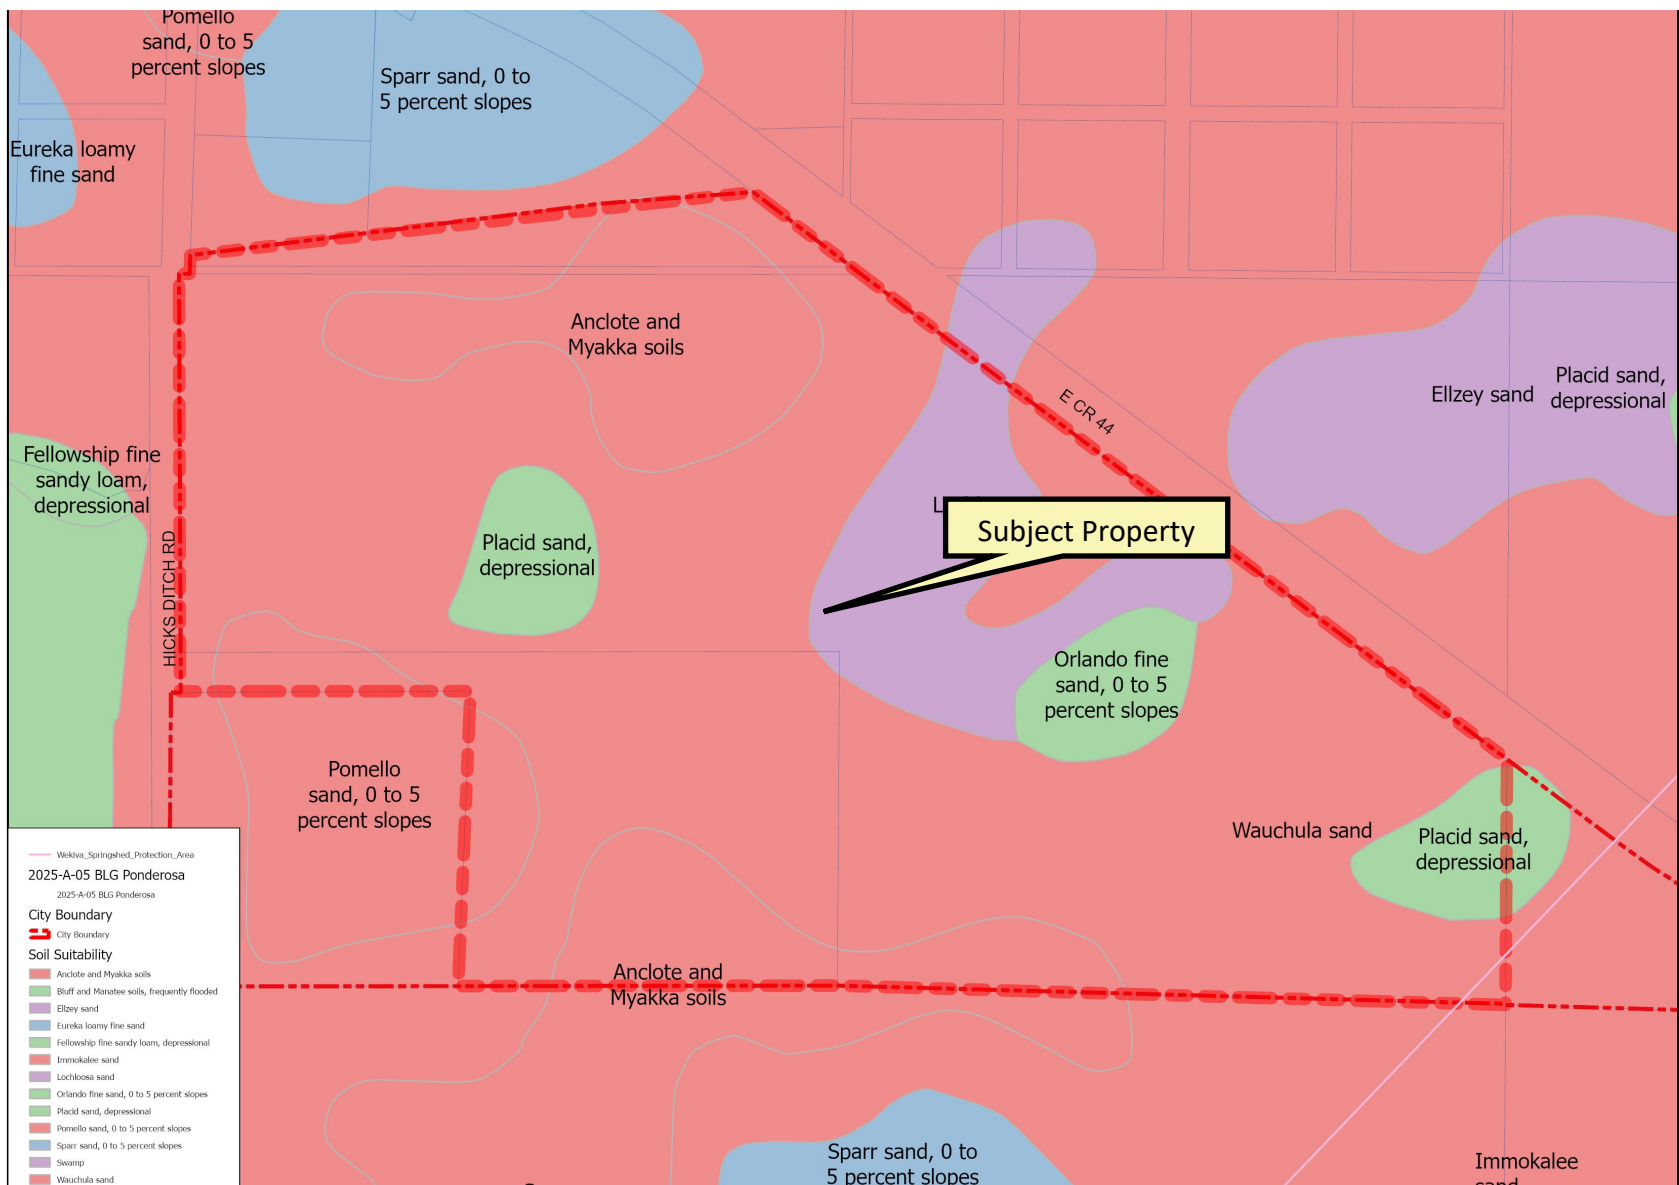 Pomello
sand, 0 to 5
percent slopes
Sparr sand, 0 to
5 percent slopes
Eureka loamy
fine sand
Anclote and
Myakka soils
E CR 44
Ellzey sand
Placid sand,
depressional
Fellowship fine
sandy loam,
depressional
HICKS DITCH RD
Placid sand,
depressional
Subject Property
Orlando fine
sand, 0 to 5
percent slopes
Pomello
sand, 0 to 5
percent slopes
Wauchula sand
Placid sand,
depressional
Anclote and
Myakka soils
Sparr sand, 0 to
5 percent slopes
Immokalee
sand
Wekiva_Springshed_Protection_Area
2025-A-05 BLG Ponderosa
2025-A-05 BLG Ponderosa
City Boundary
City Boundary
Soil Suitability
Anclote and Myakka soils
Bluff and Manatee soils, frequently flooded
Ellzey sand
Eureka loamy fine sand
Fellowship fine sandy loam, depressional
Immokalee sand
Lochloosa sand
Orlando fine sand, 0 to 5 percent slopes
Placid sand, depressional
Pomello sand, 0 to 5 percent slopes
Sparr sand, 0 to 5 percent slopes
Swamp
Wauchula sand